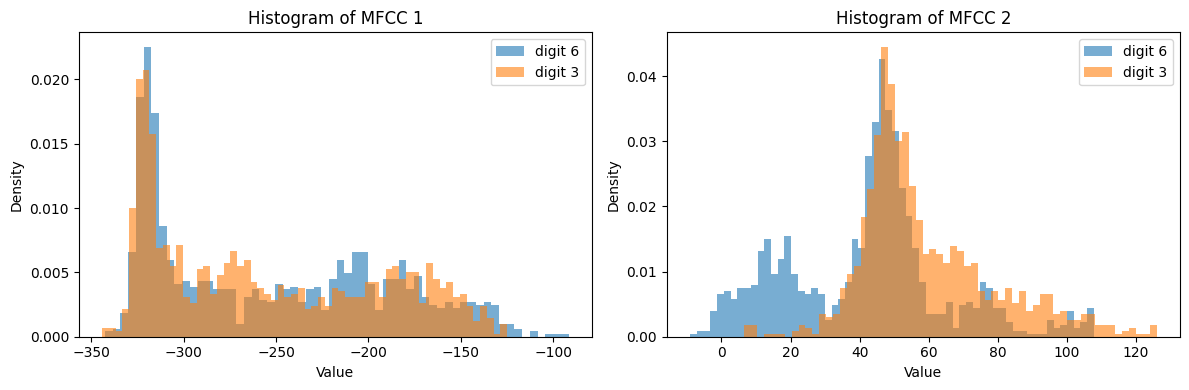 Histogram of MFCC 1
digit 6
digit 3
0.020
0.015
0.010
0.005
0.000
Density
−350
−300
−250
−200
−150
−100
Value
Histogram of MFCC 2
digit 6
digit 3
0.04
0.03
0.02
0.01
0.00
Density
0
20
40
60
80
100
120
Value